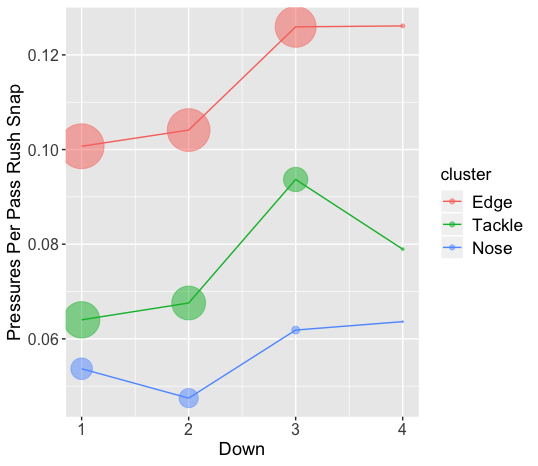 0.12
0.10
0.08
0.06
Pressures Per Pass Rush Snap
1 2 3 4
Down
cluster
Edge
Tackle
Nose